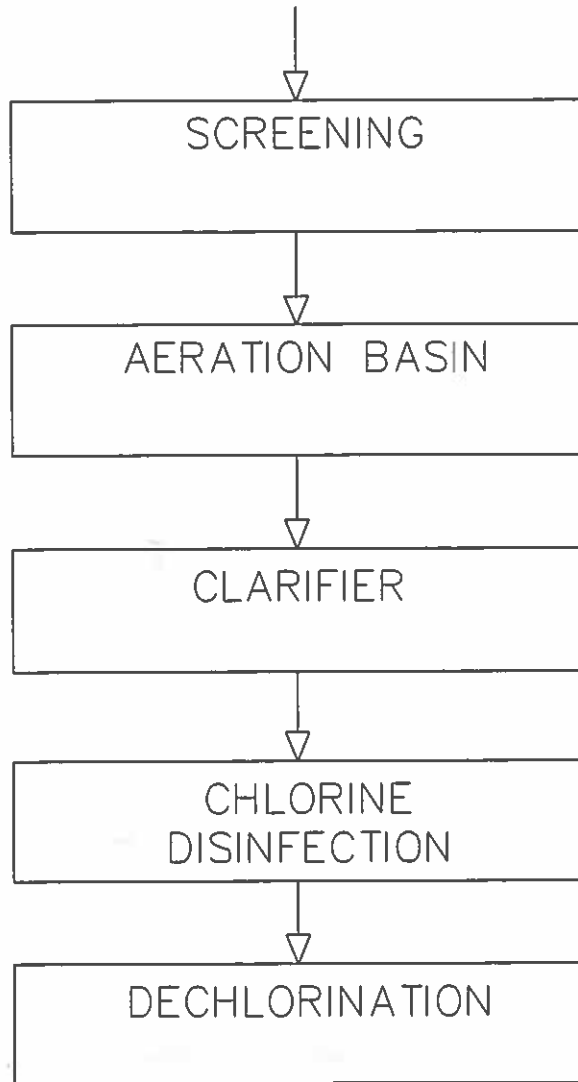 SCREENING
AERATION BASIN
CLARIFIER
CHLORINE
DISINFECTION
DECHLORINATION